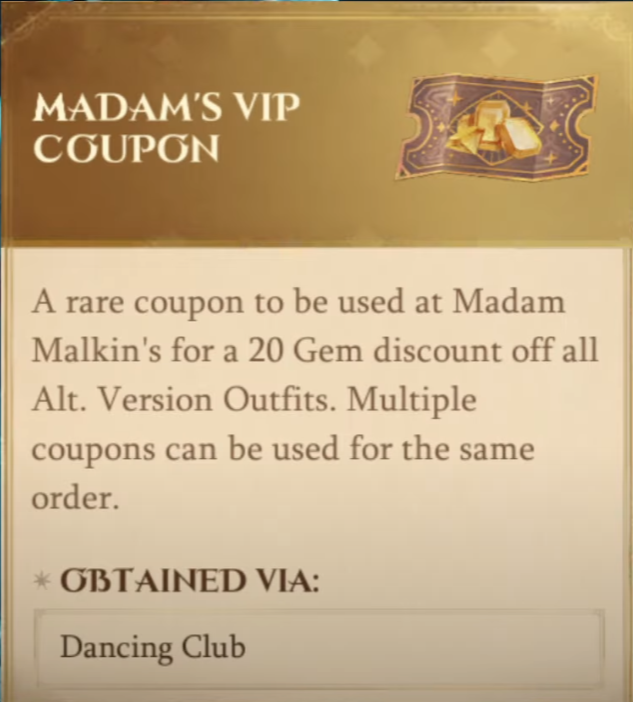 MADAM'S VIP
COUPON
A rare coupon to be used at Madam
Malkin's for a 20 Gem discount off all
Alt. Version Outfits. Multiple
coupons can be used for the same
order.
OBTAINED VIA:
Dancing Club